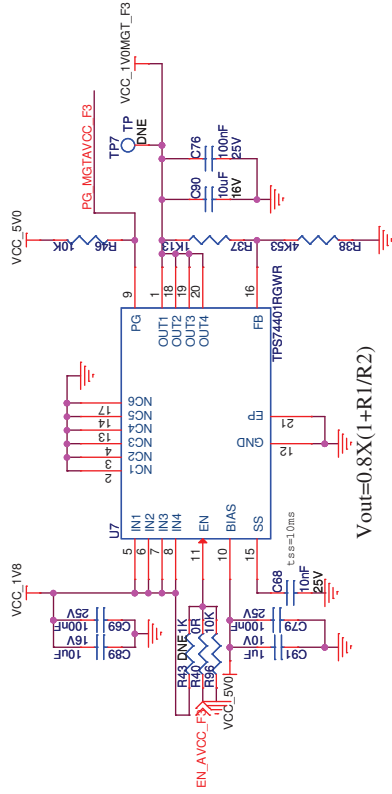 VCC_5V0
PG_MGTAVCC_F3
VCC_1V0MGT_F3
TP7
TP
DNE
R46
10K
C76
100nF
25V
C90
10uF
16V
1K13
R37
4K53
R38
9
1
18
19
20
16
PG
OUT1
OUT2
OUT3
OUT4
FB
TPS74401RGWR
NC6
NC5
NC4
NC3
NC2
NC1
17
14
13
4
3
2
EP
GND
21
12
U7
IN1
IN2
IN3
IN4
EN
BIAS
SS
5
6
7
8
11
10
15
VCC_1V8
C69
100nF
25V
C89
10uF
16V
R43
DNE
1K
R40
0R
R96
10K
EN_AVCC_F3
VCC_5V0
C79
100nF
25V
C91
1uF
10V
C68
10nF
25V
tss=10ms
Vout=0.8X(1+R1/R2)